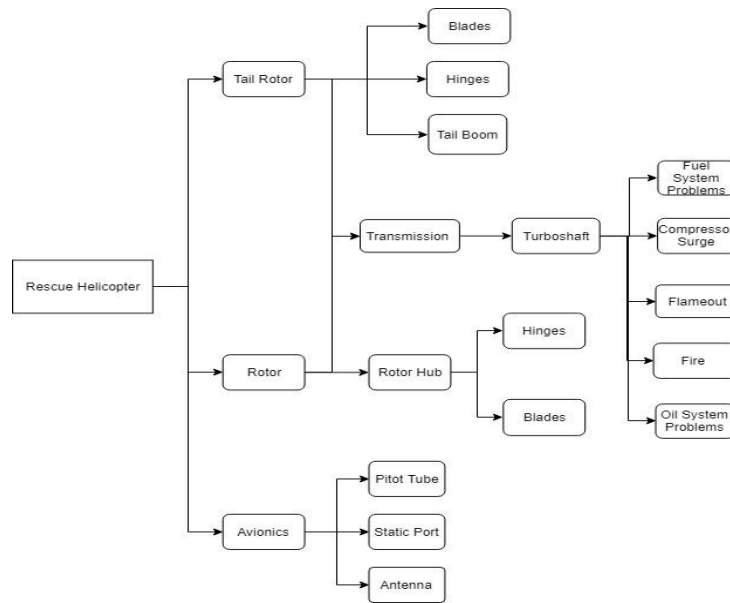 Blades
Tail Rotor
Hinges
Tail Boom
Fuel
System
Problems
Transmission
Turboshaft
Compresso
Surge
Rescue Helicopter
Flameout
Hinges
Rotor
Rotor Hub
Fire
Blades
Oil System
Problems
Pitot Tube
Avionics
Static Port
Antenna